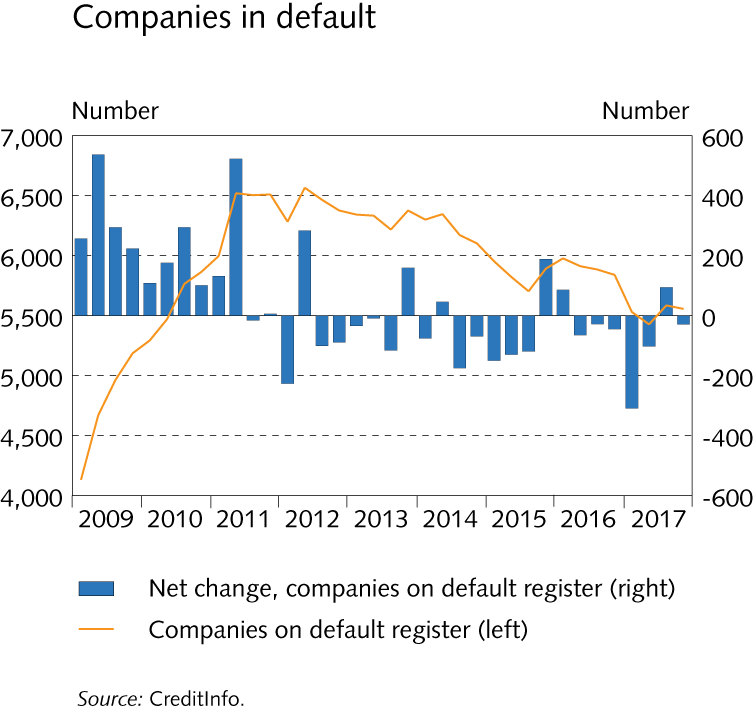 Companies in default
Number Number
7,000 600
6,500 400
6,000 200
5,500 0
5,000 -200
4,500 -400
4,000 -600
2009 2010 2011 2012 2013 2014 2015 2016 2017
Net change, companies on default register (right)
Companies on default register (left)
Source: CreditInfo.